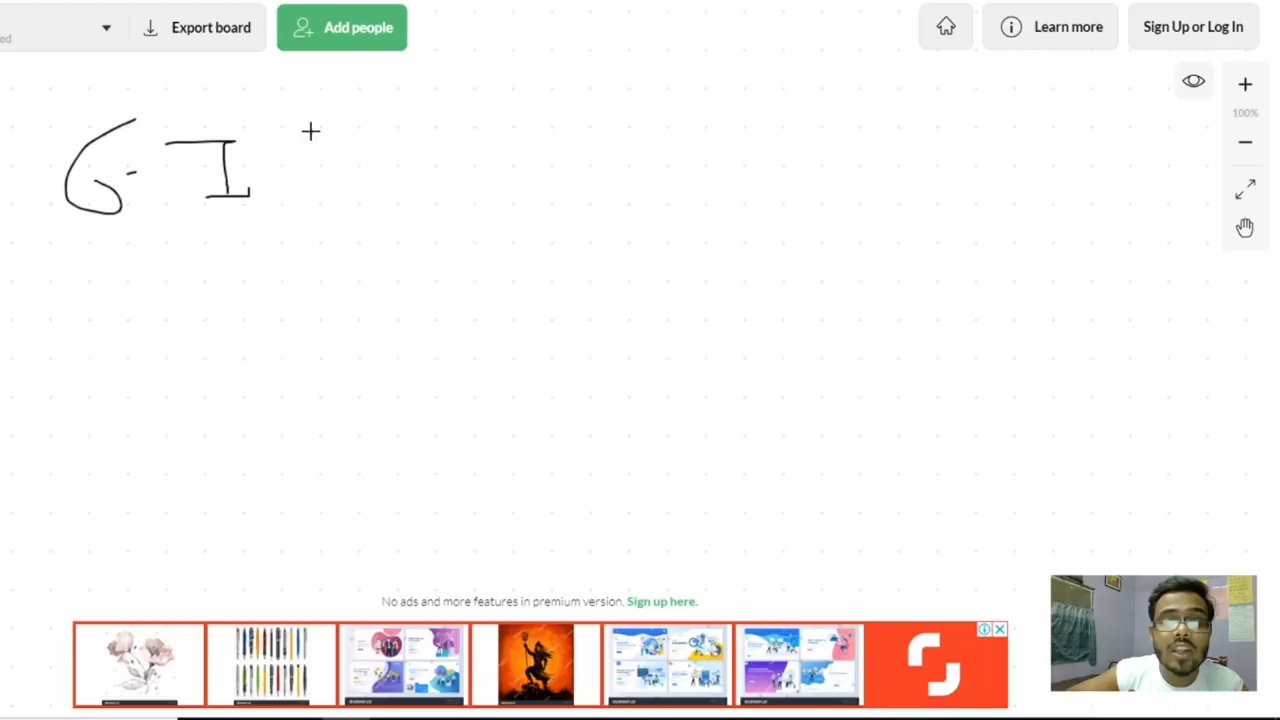 ed
Export board
Add people
Learn more
Sign Up or Log In
100%
No ads and more features in premium version. Sign up here.